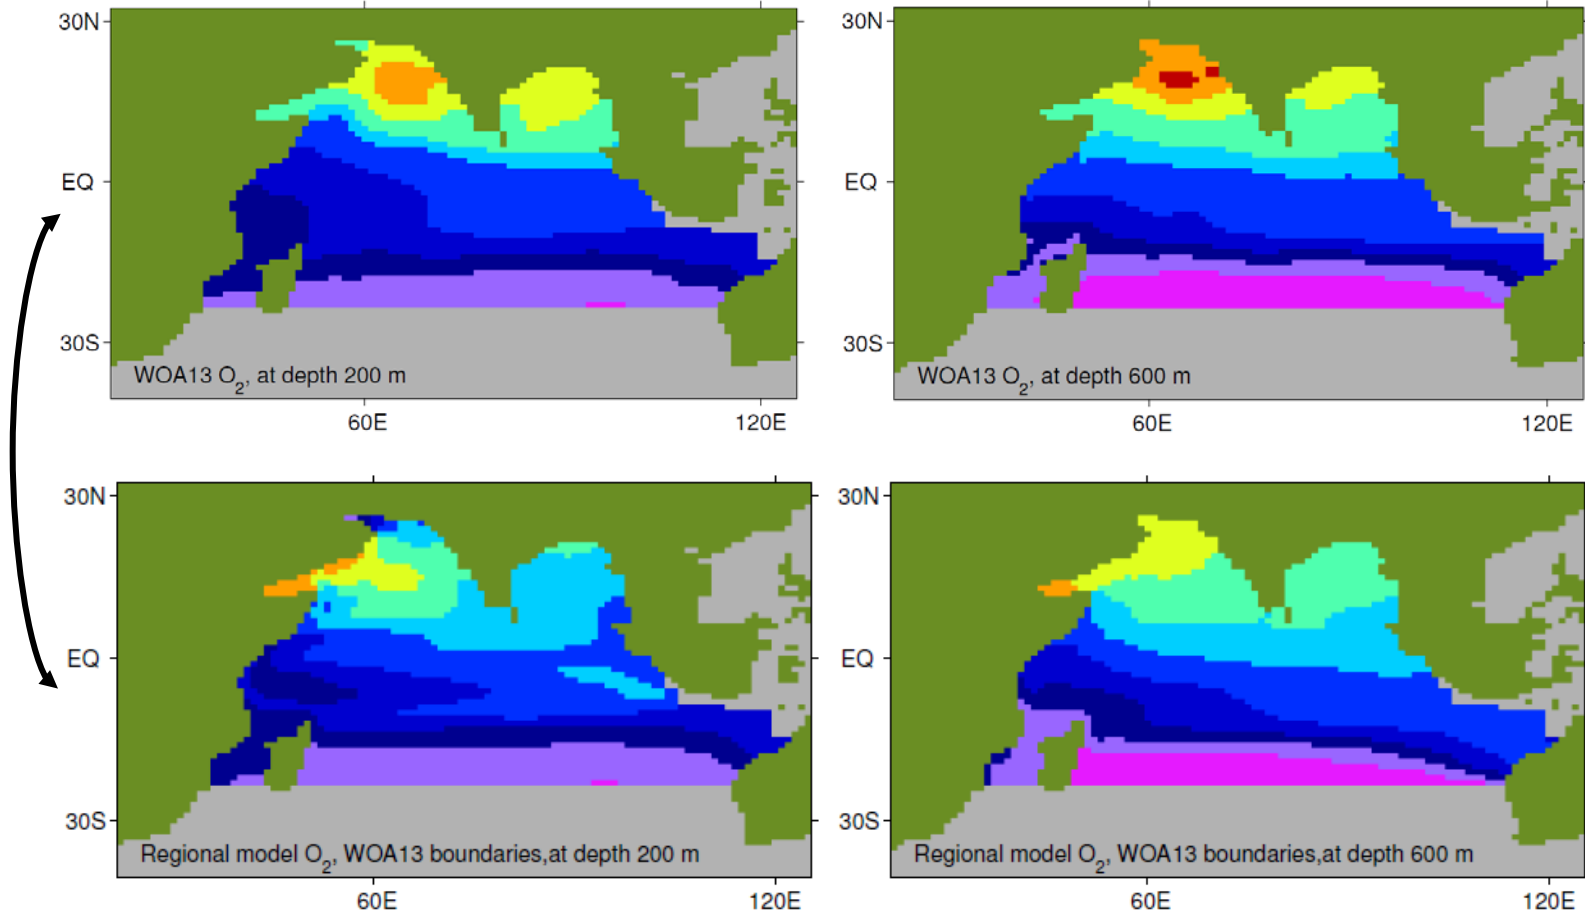 30N
EQ
30S
WOA13 O2, at depth 200 m
60E
120E
30N
EQ
30S
WOA13 O2, at depth 600 m
60E
120E
30N
EQ
30S
Regional model O2, WOA13 boundaries,at depth 200 m
60E
120E
30N
EQ
30S
Regional model O2, WOA13 boundaries,at depth 600 m
60E
120E